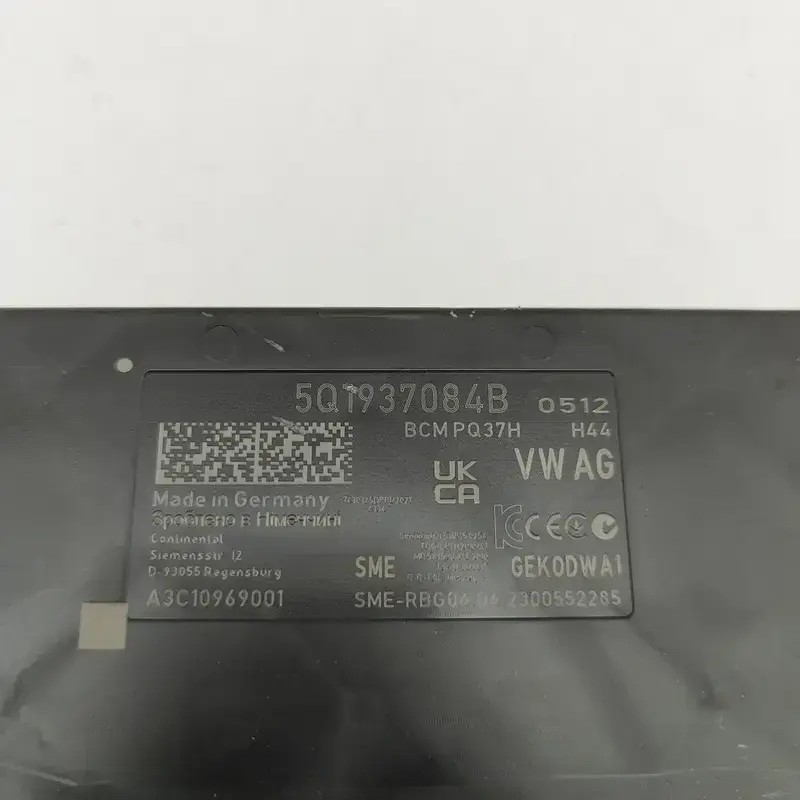 5Q1937084B 0512
BCM PQ37H H44
VW AG
UK
CA
Made in Germany
Зроблено в Німеччині
Continental
Siemensstr 12
D-93055 Regensburg
SME
GEKODWA1
A3C10969001
SME-RBG04 04 2300552285